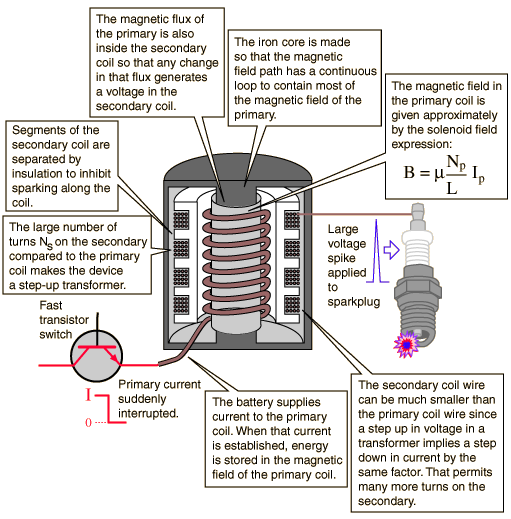 The magnetic flux of
the primary is also
inside the secondary
coil so that any change
in that flux generates
a voltage in the
secondary coil.
The iron core is made
so that the magnetic
field path has a continuous
loop to contain most of
the magnetic field of the
primary.
The magnetic field in
the primary coil is
given approximately
by the solenoid field
expression:
B = μ Np/L Ip
Segments of the
secondary coil are
separated by
insulation to inhibit
sparking along the
coil.
The large number of
turns Ns on the secondary
compared to the primary
coil makes the device
a step-up transformer.
Large
voltage
spike
applied
to
sparkplug
Fast
transistor
switch
Primary current
suddenly
interrupted.
I
0
The battery supplies
current to the primary
coil. When that current
is established, energy
is stored in the magnetic
field of the primary coil.
The secondary coil wire
can be much smaller than
the primary coil wire since
a step up in voltage in a
transformer implies a step
down in current by the
same factor. That permits
many more turns on the
secondary.